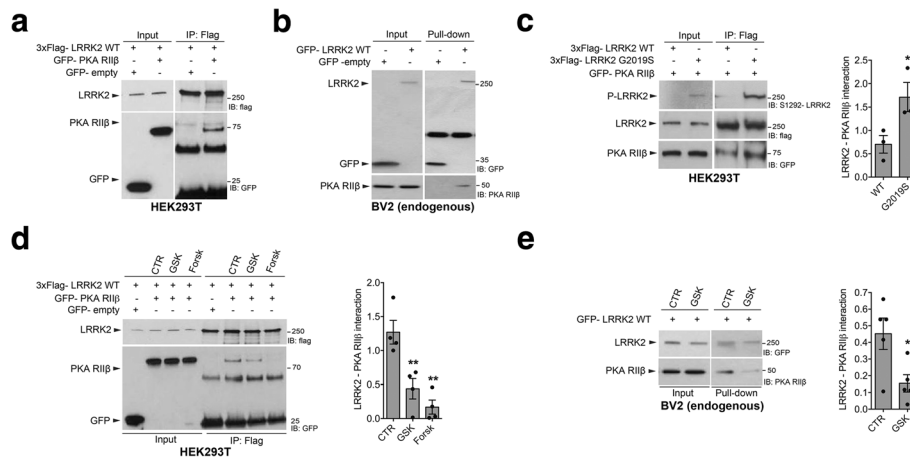 a
Input
IP: Flag
3xFlag- LRRK2 WT + + + +
GFP- PKA RIIβ - + - +
GFP- empty + - + -
LRRK2
250
IB: flag
PKA RIIβ
75
GFP
25
IB: GFP
HEK293T
b
Input
Pull-down
GFP-LRRK2 WT - + - +
GFP -empty + - + -
LRRK2
250
GFP
35
IB: GFP
PKA RIIβ
50
IB: PKA RIIβ
BV2 (endogenous)
c
Input
IP: Flag
3xFlag- LRRK2 WT + - + -
3xFlag- LRRK2 G2019S - + - +
GFP- PKA RIIβ + + + +
P-LRRK2
250
IB: S1292- LRRK2
LRRK2
250
IB: flag
PKA RIIβ
75
IB: GFP
HEK293T
LRRK2 - PKA RIIβ interaction
2.0
1.5
1.0
0.5
0.0
*
WT
G2019S
d
CTR GSK Forsk CTR GSK Forsk
3xFlag- LRRK2 WT + + + + + + + +
GFP- PKA RIIβ - + + + - + + +
GFP- empty + - - - + - - -
LRRK2
250
IB: flag
PKA RIIβ
70
GFP
25
IB: GFP
Input
IP: Flag
HEK293T
LRRK2 - PKA RIIβ interaction
2.0
1.5
1.0
0.5
0.0
**
**
CTR
GSK
Forsk
e
CTR GSK CTR GSK
GFP- LRRK2 WT + + + +
LRRK2
250
IB: GFP
PKA RIIβ
50
IB: PKA RIIβ
Input
Pull-down
BV2 (endogenous)
LRRK2 - PKA RIIβ interaction
0.5
0.4
0.3
0.2
0.1
0.0
*
CTR
GSK